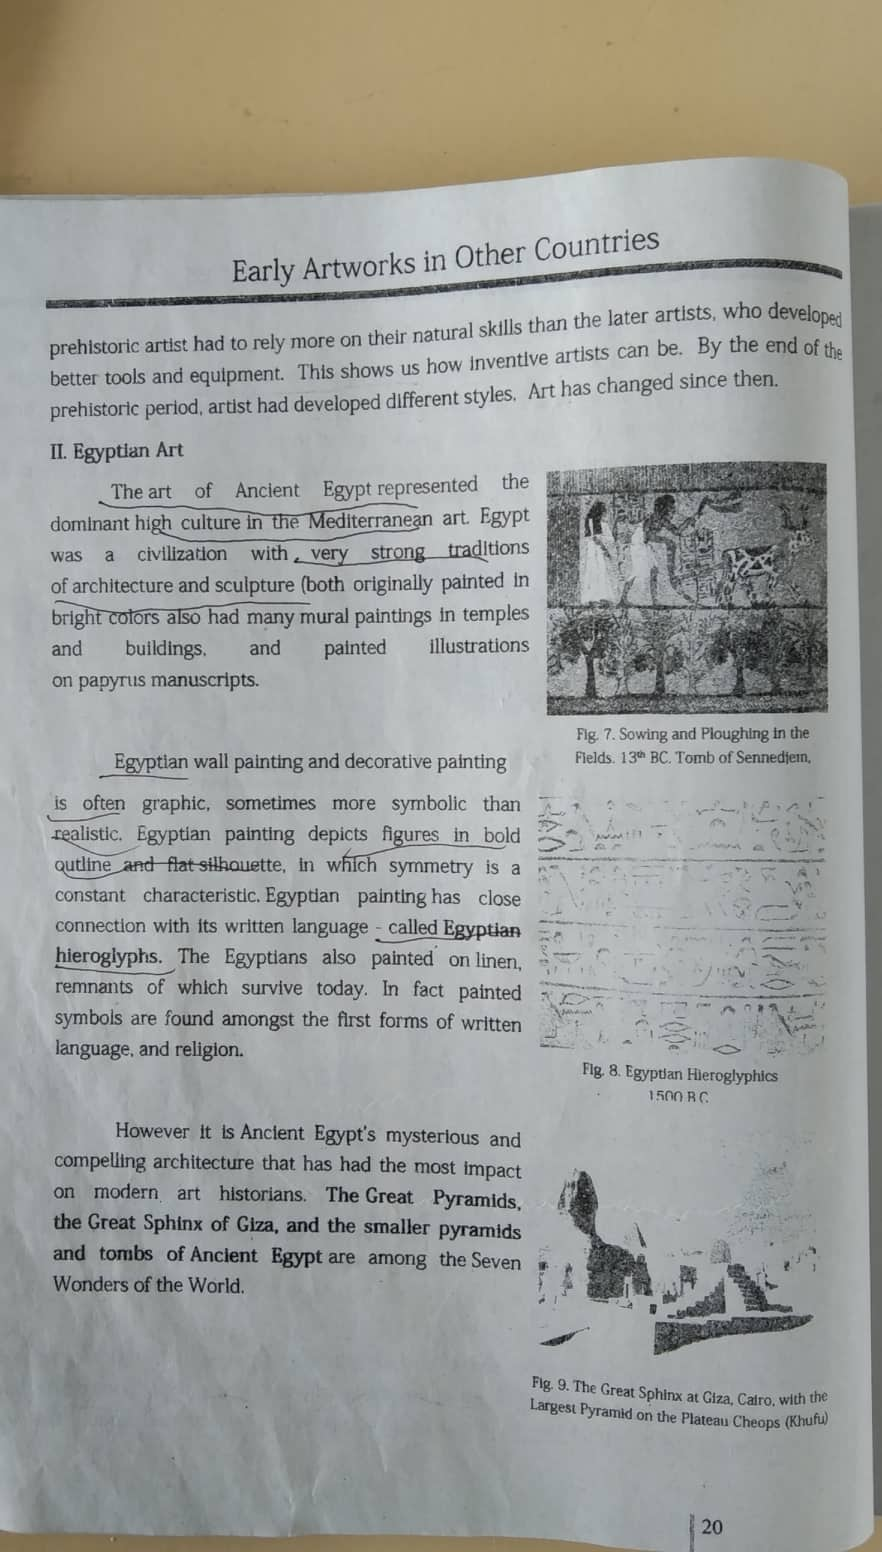 Early Artworks in Other Countries
prehistoric artist had to rely more on their natural skills than the later artists, who developed
better tools and equipment. This shows us how inventive artists can be. By the end of the
prehistoric period, artist had developed different styles. Art has changed since then.
II. Egyptian Art
The art of Ancient Egypt represented the
dominant high culture in the Mediterranean art. Egypt
was a civilization with very strong traditions
of architecture and sculpture (both originally painted in
bright colors also had many mural paintings in temples
and buildings, and painted illustrations
on papyrus manuscripts.
Fig. 7. Sowing and Ploughing in the
Fields. 13th BC. Tomb of Sennedjem,
Egyptian wall painting and decorative painting
is often graphic, sometimes more symbolic than
realistic. Egyptian painting depicts figures in bold
outline and flat silhouette, in which symmetry is a
constant characteristic. Egyptian painting has close
connection with its written language - called Egyptian
hieroglyphs. The Egyptians also painted on linen,
remnants of which survive today. In fact painted
symbols are found amongst the first forms of written
language, and religion.
Fig. 8. Egyptian Hieroglyphics
1500 B C
However it is Ancient Egypt's mysterious and
compelling architecture that has had the most impact
on modern art historians. The Great Pyramids,
the Great Sphinx of Giza, and the smaller pyramids
and tombs of Ancient Egypt are among the Seven
Wonders of the World.
Fig. 9. The Great Sphinx at Giza, Cairo, with the
Largest Pyramid on the Plateau Cheops (Khufu)
20